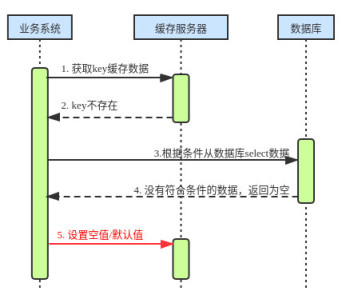 业务系统 缓存服务器 数据库
1. 获取key缓存数据
2. key不存在
3.根据条件从数据库select数据
4. 没有符合条件的数据，返回为空
5. 设置空值/默认值